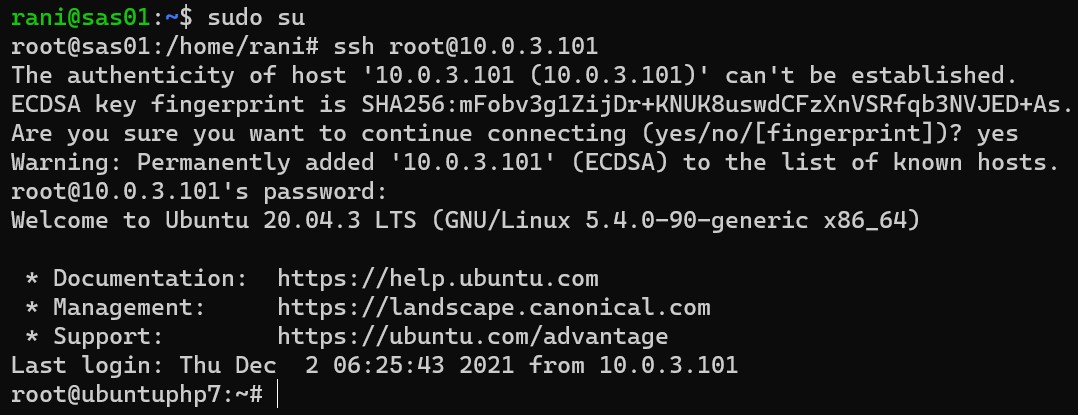 rani@sas01:~$ sudo su
root@sas01:/home/rani# ssh root@10.0.3.101
The authenticity of host '10.0.3.101 (10.0.3.101)' can't be established.
ECDSA key fingerprint is SHA256:mFobv3g1ZijDr+KNUK8uswdCFzXnVSRfqb3NVJED+As.
Are you sure you want to continue connecting (yes/no/[fingerprint])? yes
Warning: Permanently added '10.0.3.101' (ECDSA) to the list of known hosts.
root@10.0.3.101's password:
Welcome to Ubuntu 20.04.3 LTS (GNU/Linux 5.4.0-90-generic x86_64)

 * Documentation:  https://help.ubuntu.com
 * Management:     https://landscape.canonical.com
 * Support:        https://ubuntu.com/advantage
Last login: Thu Dec  2 06:25:43 2021 from 10.0.3.101
root@ubuntuphp7:~#